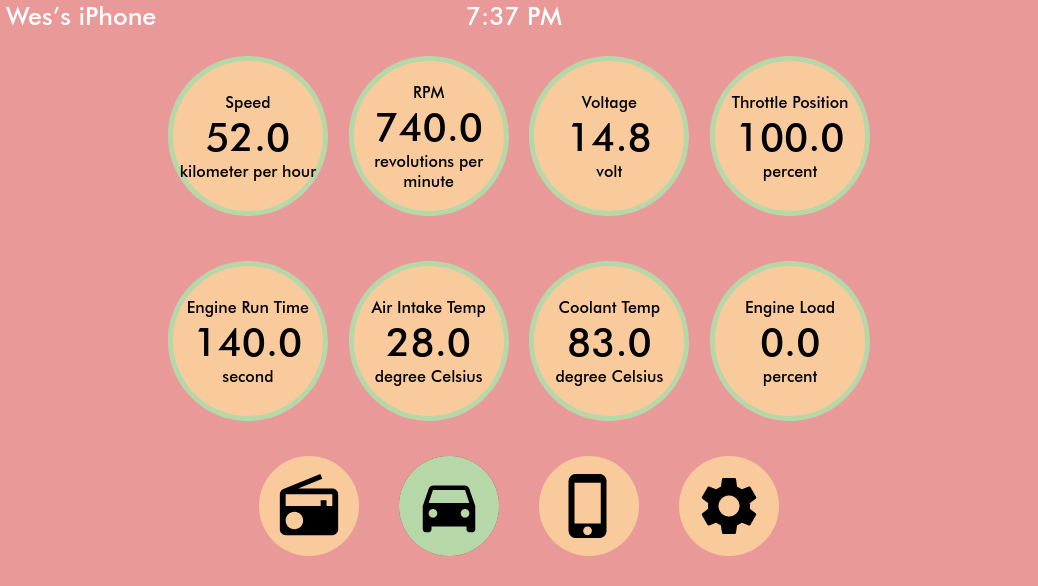 Wes's iPhone
7:37 PM
Speed
52.0
kilometer per hour
RPM
740.0
revolutions per
minute
Voltage
14.8
volt
Throttle Position
100.0
percent
Engine Run Time
140.0
second
Air Intake Temp
28.0
degree Celsius
Coolant Temp
83.0
degree Celsius
Engine Load
0.0
percent